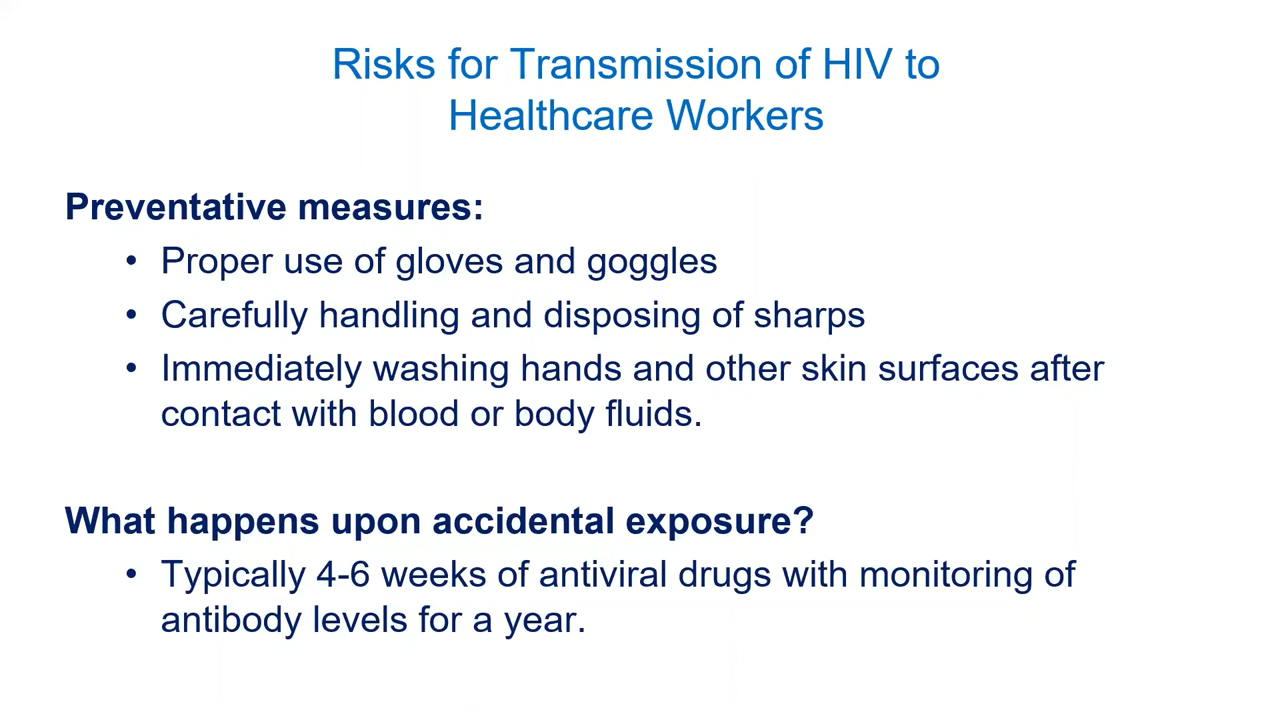 Risks for Transmission of HIV to
Healthcare Workers
Preventative measures:
• Proper use of gloves and goggles
• Carefully handling and disposing of sharps
• Immediately washing hands and other skin surfaces after
contact with blood or body fluids.
What happens upon accidental exposure?
• Typically 4-6 weeks of antiviral drugs with monitoring of
antibody levels for a year.